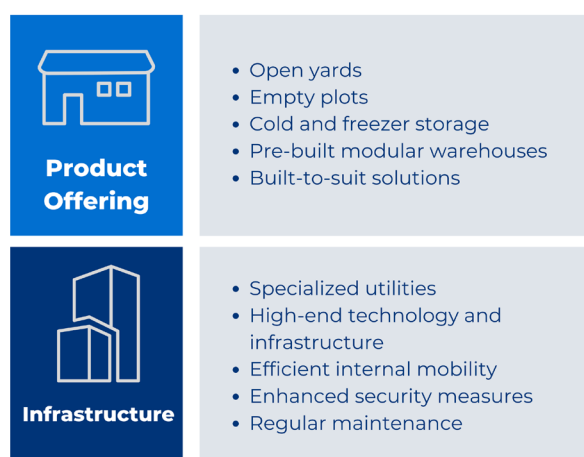 Product
Offering
• Open yards
• Empty plots
• Cold and freezer storage
• Pre-built modular warehouses
• Built-to-suit solutions
Infrastructure
• Specialized utilities
• High-end technology and
infrastructure
• Efficient internal mobility
• Enhanced security measures
• Regular maintenance